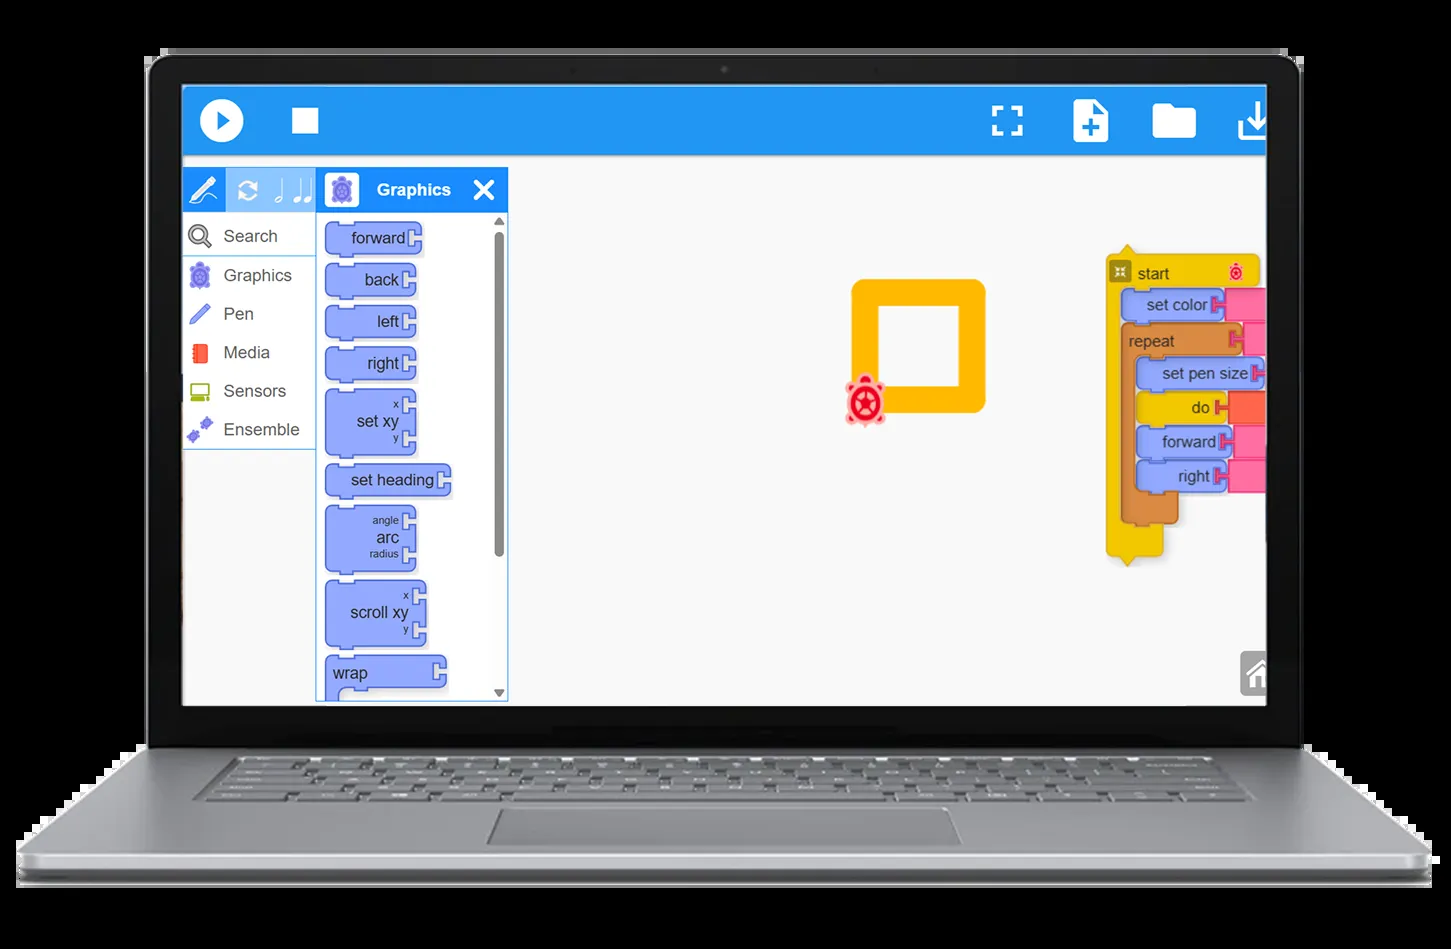 Graphics
Search
Graphics
Pen
Media
Sensors
Ensemble
forward
back
left
right
x
set xy
y
set heading
angle
arc
radius
x
scroll xy
y
wrap
start
set color
repeat
set pen size
do
forward
right